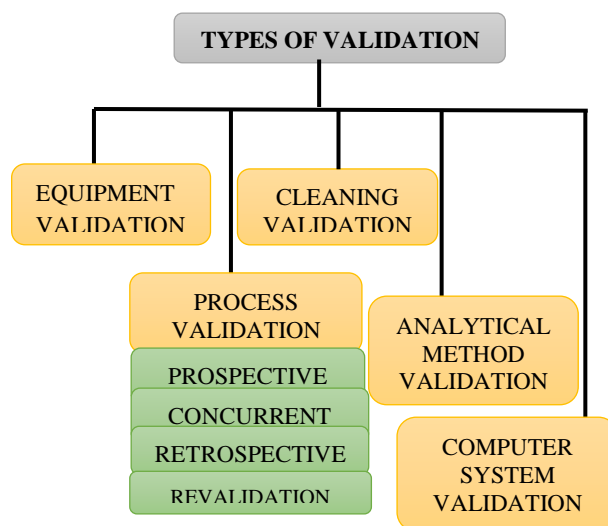 TYPES OF VALIDATION
EQUIPMENT
VALIDATION
CLEANING
VALIDATION
PROCESS
VALIDATION
PROSPECTIVE
CONCURRENT
RETROSPECTIVE
REVALIDATION
ANALYTICAL
METHOD
VALIDATION
COMPUTER
SYSTEM
VALIDATION